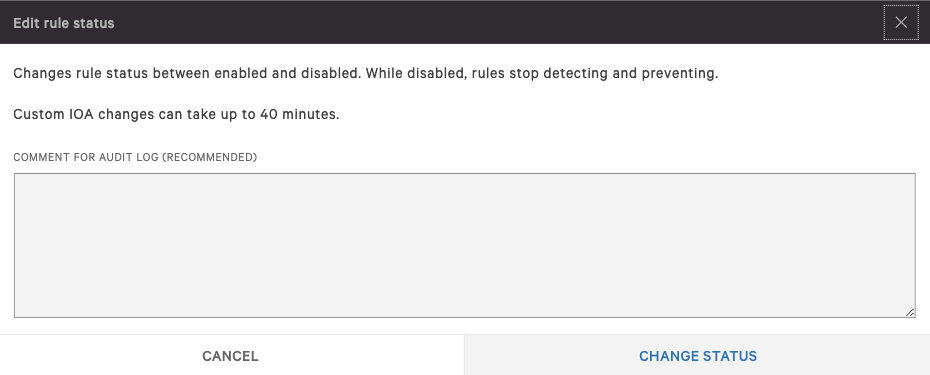 Edit rule status
Changes rule status between enabled and disabled. While disabled, rules stop detecting and preventing.
Custom IOA changes can take up to 40 minutes.
COMMENT FOR AUDIT LOG (RECOMMENDED)
CANCEL
CHANGE STATUS